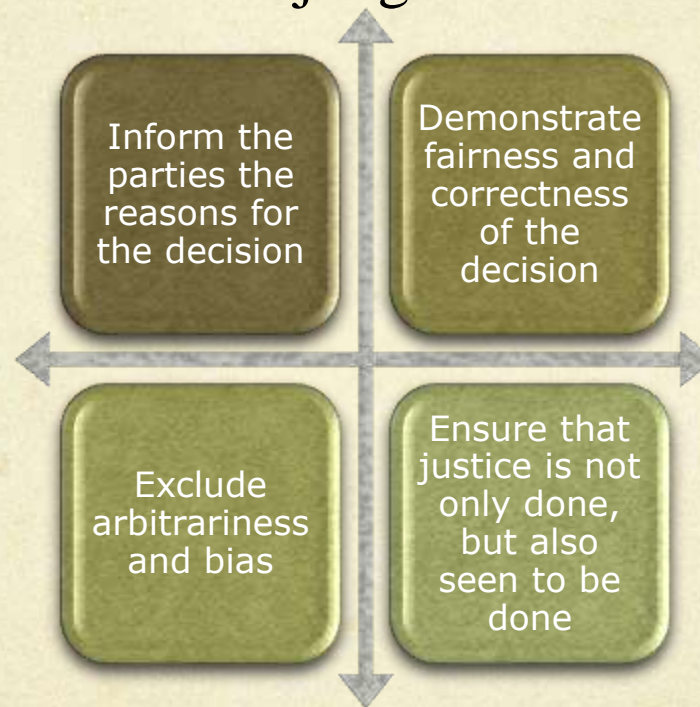 Inform the
parties the
reasons for
the decision
Demonstrate
fairness and
correctness
of the
decision
Exclude
arbitrariness
and bias
Ensure that
justice is not
only done,
but also
seen to be
done